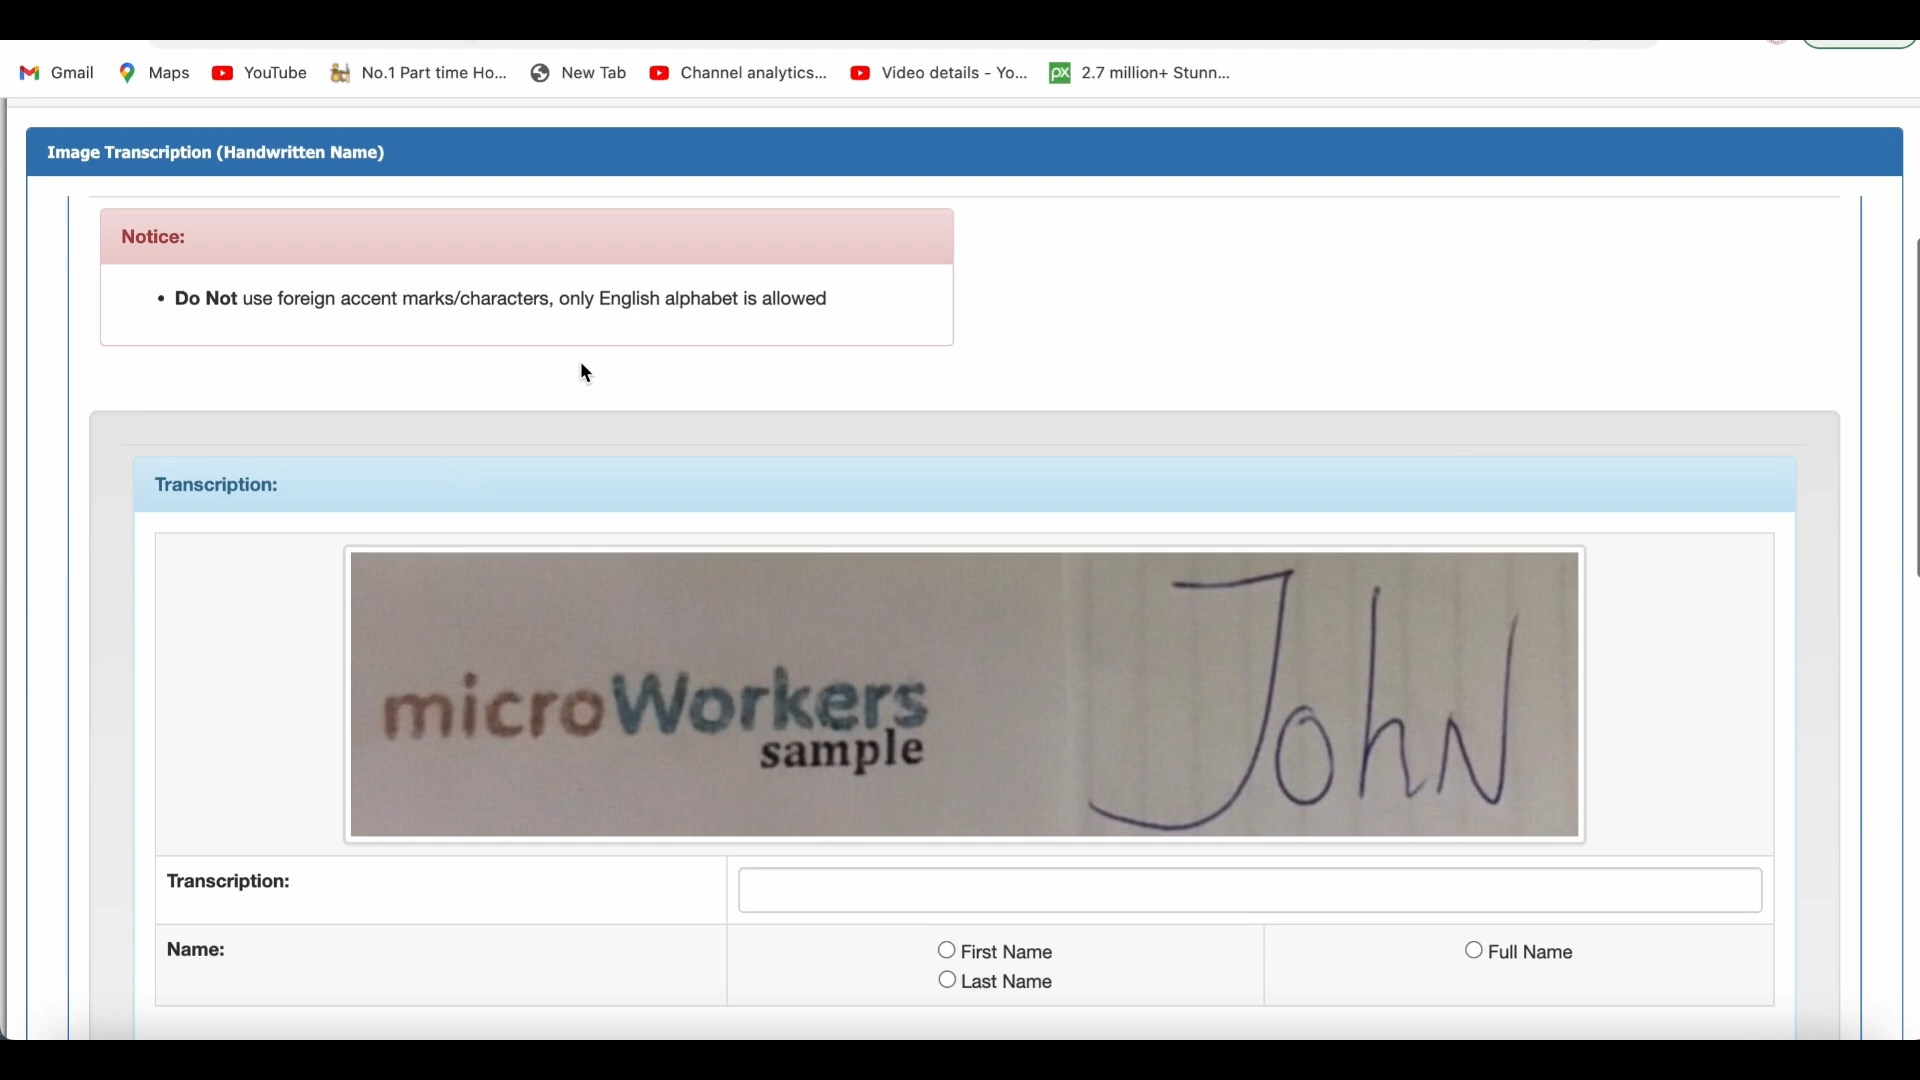 Gmail Maps YouTube No.1 Part time Ho... New Tab Channel analytics... Video details - Yo... 2.7 million+ Stunn...
Image Transcription (Handwritten Name)
Notice:
• Do Not use foreign accent marks/characters, only English alphabet is allowed
Transcription:
microWorkers
sample
JohN
Transcription:
Name:
First Name
Last Name
Full Name